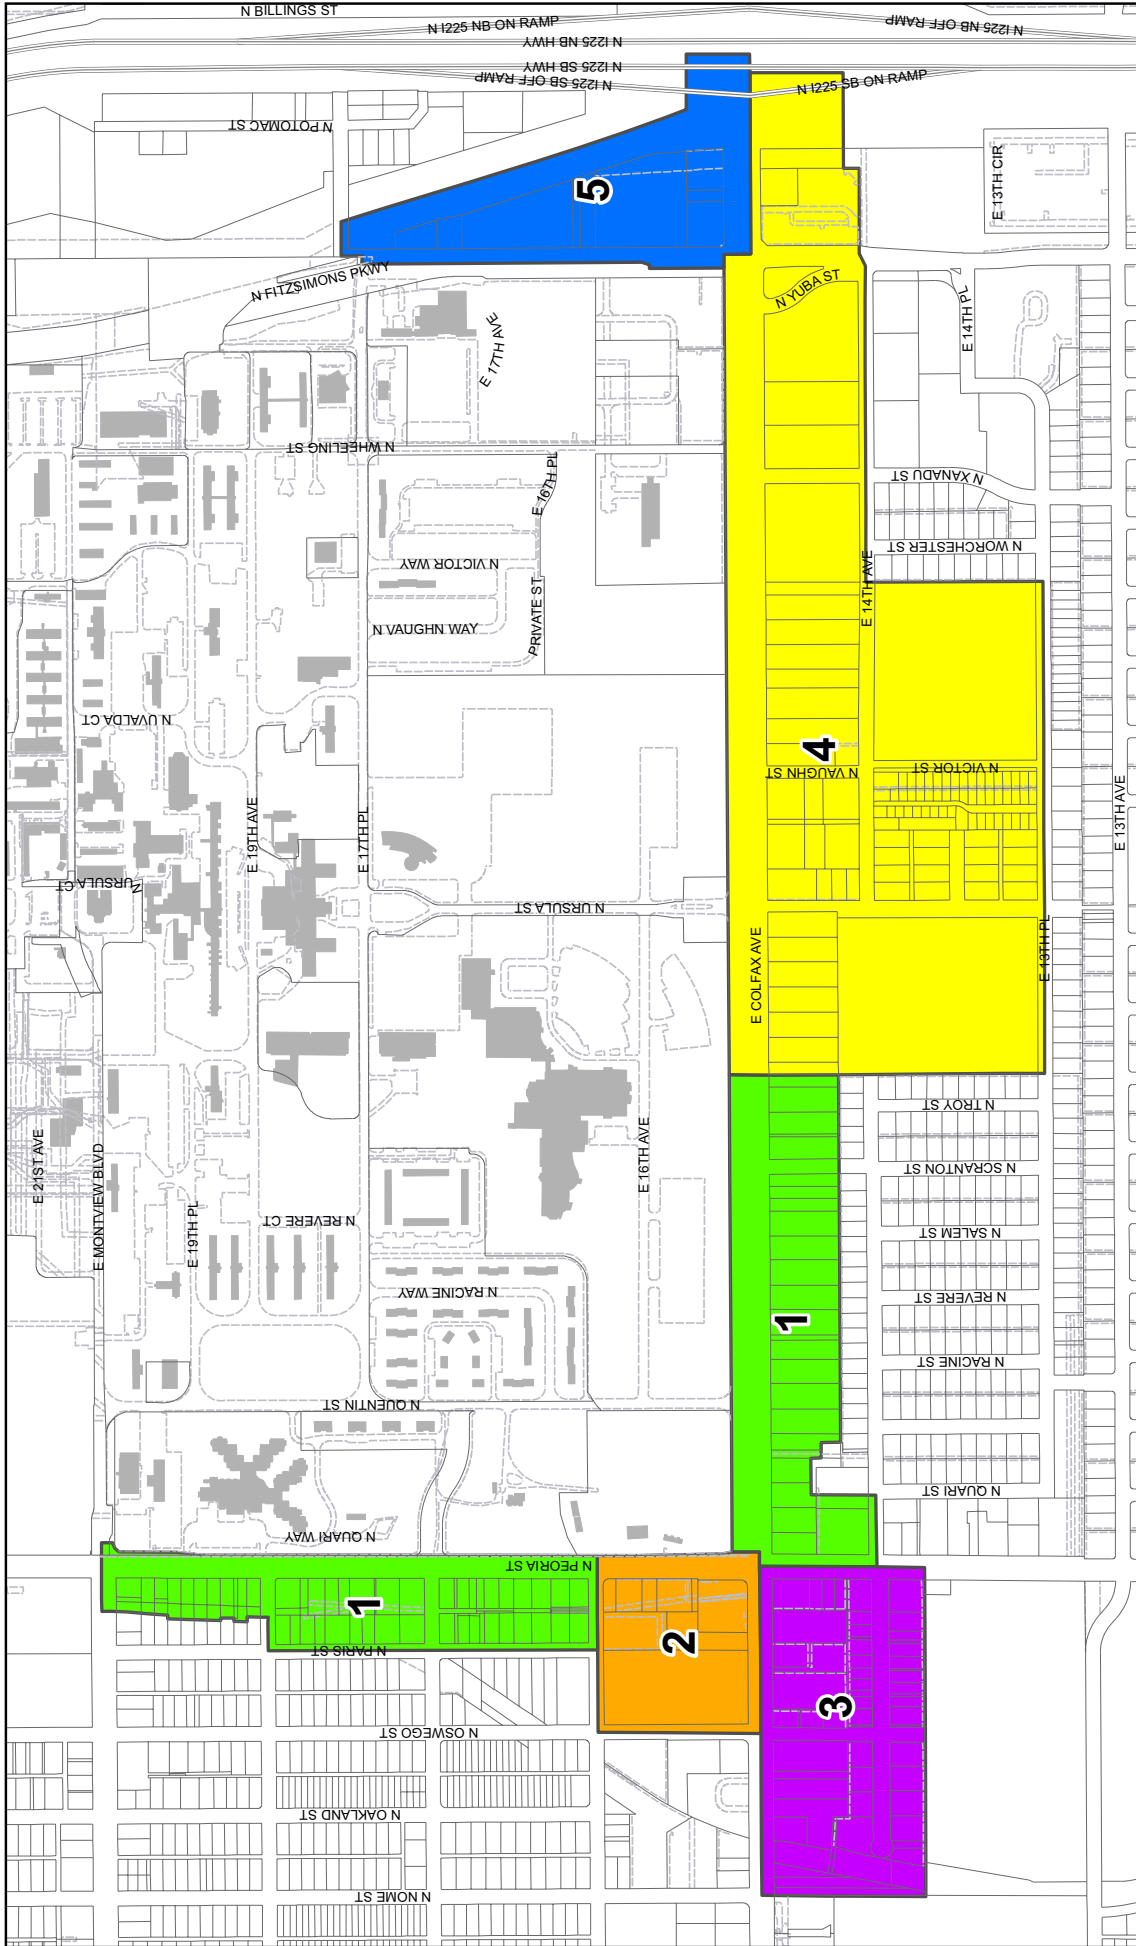 N BILLINGS ST
N I225 NB ON RAMP
N I225 NB OFF RAMP
N I225 NB HWY
N I225 SB HWY
N I225 SB OFF RAMP
N I225 SB ON RAMP
N POTOMAC ST
E 13TH CIR
5
N FITZSIMONS PKWY
N YUBA ST
E 17TH AVE
E 14TH PL
N WHEELING ST
E 16TH PL
N XANADU ST
N VICTOR WAY
N WORCHESTER ST
E 14TH AVE
PRIVATE ST
N VAUGHN WAY
N UVALDA CT
4
N VAUGHN ST
N VICTOR ST
E 19TH AVE
E 17TH PL
E 13TH AVE
N URSULA CT
N URSULA ST
E COLFAX AVE
E 13TH PL
N TROY ST
E 21ST AVE
E MONTVIEW BLVD
E 16TH AVE
N SCRANTON ST
E 19TH PL
N REVERE CT
N SALEM ST
N RACINE WAY
N REVERE ST
1
N RACINE ST
N QUENTIN ST
N QUARI ST
N QUARI WAY
N PEORIA ST
1
N PARIS ST
2
3
N OSWEGO ST
N OAKLAND ST
N NOME ST